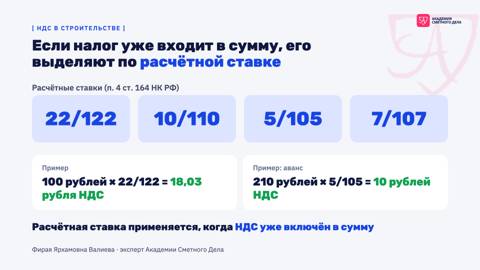 [ НДС В СТРОИТЕЛЬСТВЕ ]
АКАДЕМИЯ
СМЕТНОГО ДЕЛА
Если налог уже входит в сумму, его
выделяют по расчётной ставке
Расчётные ставки (п. 4 ст. 164 НК РФ)
22/122
10/110
5/105
7/107
Пример
100 рублей × 22/122 = 18,03
рубля НДС
Пример: аванс
210 рублей × 5/105 = 10 рублей
НДС
Расчётная ставка применяется, когда НДС уже включён в сумму
Фирая Ярхамовна Валиева · эксперт Академии Сметного Дела